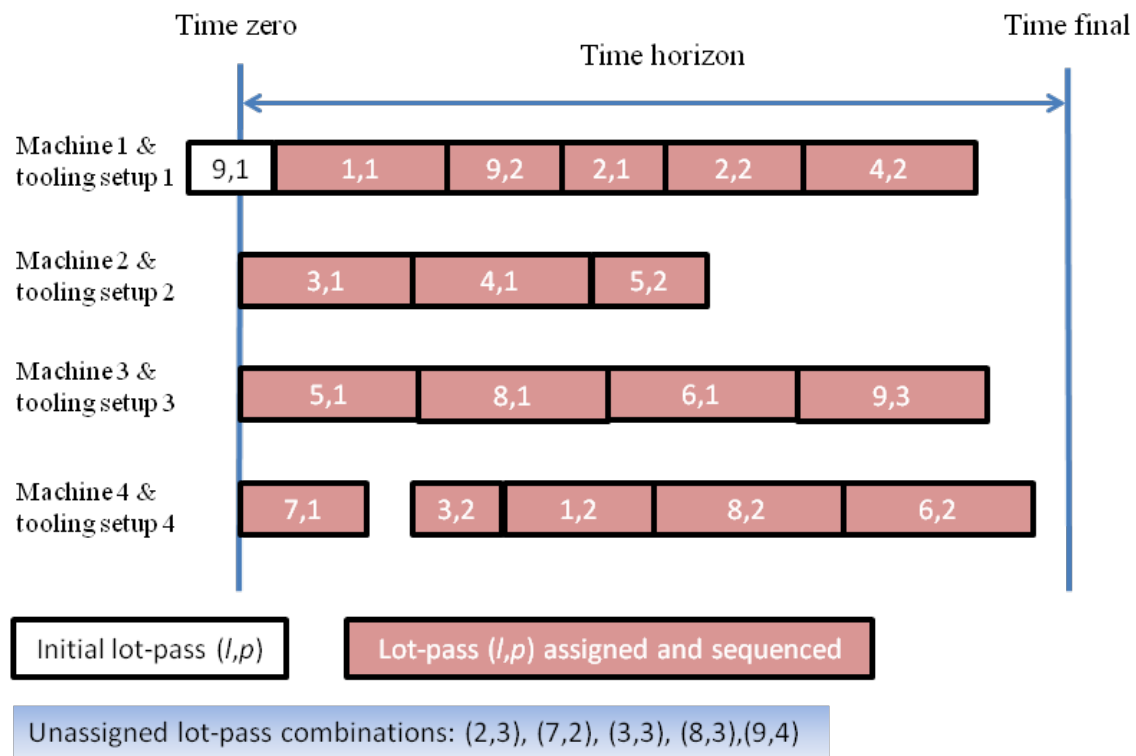 Time zero
Time final
Time horizon
Machine 1 &
tooling setup 1
9,1
1,1
9,2
2,1
2,2
4,2
Machine 2 &
tooling setup 2
3,1
4,1
5,2
Machine 3 &
tooling setup 3
5,1
8,1
6,1
9,3
Machine 4 &
tooling setup 4
7,1
3,2
1,2
8,2
6,2
Initial lot-pass (l,p)
Lot-pass (l,p) assigned and sequenced
Unassigned lot-pass combinations: (2,3), (7,2), (3,3), (8,3),(9,4)